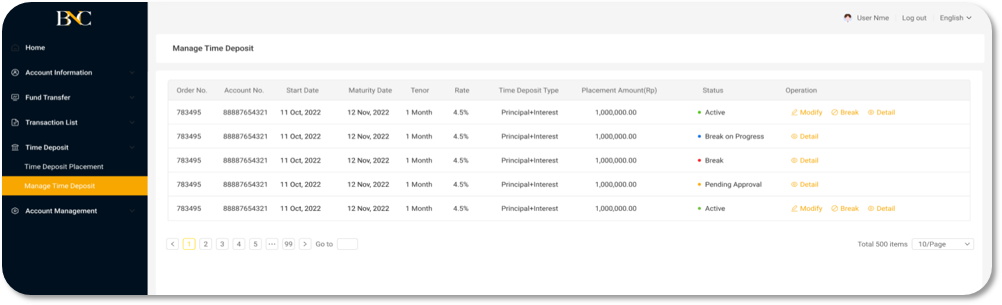 BNC
User Nme Log out English
Home
Manage Time Deposit
Account Information
Order No. Account No. Start Date Maturity Date Tenor Rate Time Deposit Type Placement Amount(Rp) Status Operation
Fund Transfer
783495 88887654321 11 Oct, 2022 12 Nov, 2022 1 Month 4.5% Principal+Interest 1,000,000.00 Active Modify Break Detail
Transaction List
783495 88887654321 11 Oct, 2022 12 Nov, 2022 1 Month 4.5% Principal+Interest 1,000,000.00 Break on Progress Detail
Time Deposit
783495 88887654321 11 Oct, 2022 12 Nov, 2022 1 Month 4.5% Principal+Interest 1,000,000.00 Break Detail
Time Deposit Placement
Manage Time Deposit
783495 88887654321 11 Oct, 2022 12 Nov, 2022 1 Month 4.5% Principal+Interest 1,000,000.00 Pending Approval Detail
Account Management
783495 88887654321 11 Oct, 2022 12 Nov, 2022 1 Month 4.5% Principal+Interest 1,000,000.00 Active Modify Break Detail
< 1 2 3 4 5 ••• 99 > Go to Total 500 items 10/Page